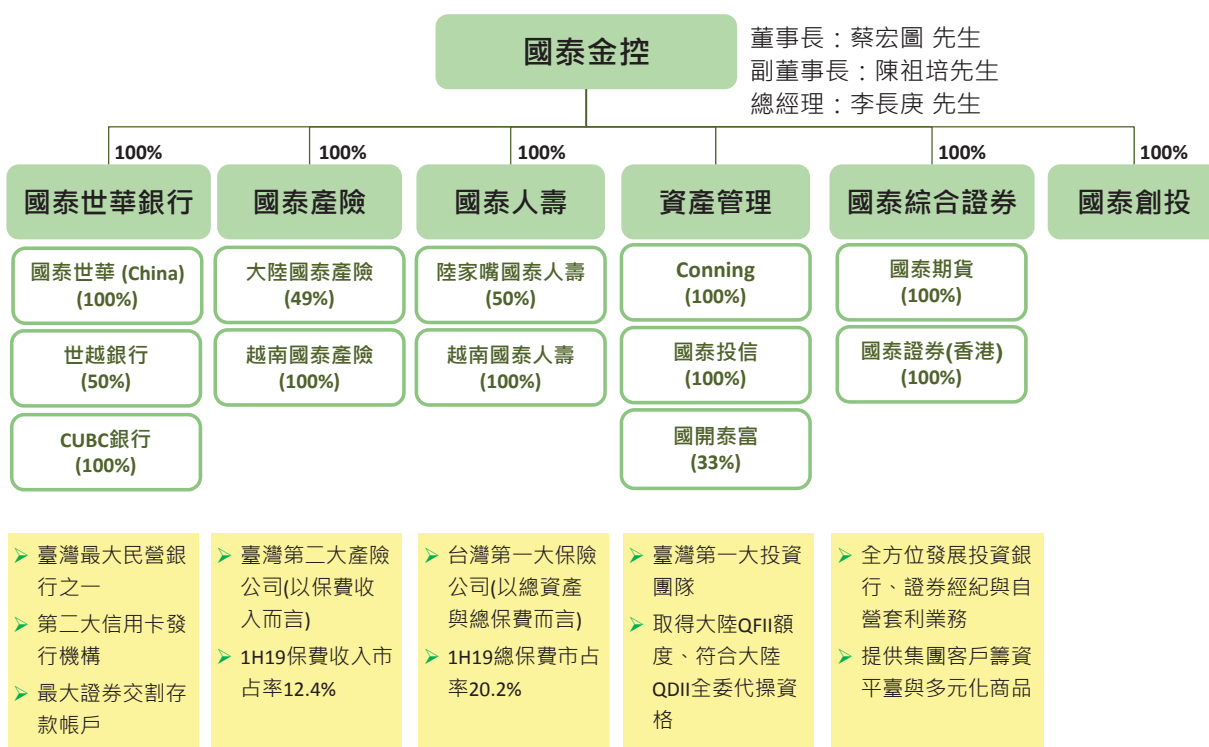 國泰金控
董事長：蔡宏圖 先生
副董事長：陳祖培先生
總經理：李長庚 先生
100%
100%
100%
100%
100%
國泰世華銀行
國泰產險
國泰人壽
資產管理
國泰綜合證券
國泰創投
國泰世華 (China)
(100%)
世越銀行
(50%)
CUBC銀行
(100%)
大陸國泰產險
(49%)
越南國泰產險
(100%)
陸家嘴國泰人壽
(50%)
越南國泰人壽
(100%)
Conning
(100%)
國泰投信
(100%)
國開泰富
(33%)
國泰期貨
(100%)
國泰證券(香港)
(100%)
➢ 臺灣最大民營銀
行之一
➢ 第二大信用卡發
行機構
➢ 最大證券交割存
款帳戶
➢ 臺灣第二大產險
公司(以保費收
入而言)
➢ 1H19保費收入市
占率12.4%
➢ 台灣第一大保險
公司(以總資產
與總保費而言)
➢ 1H19總保費市占
率20.2%
➢ 臺灣第一大投資
團隊
➢ 取得大陸QFII額
度、符合大陸
QDII全委代操資
格
➢ 全方位發展投資銀
行、證券經紀與自
營套利業務
➢ 提供集團客戶籌資
平臺與多元化商品